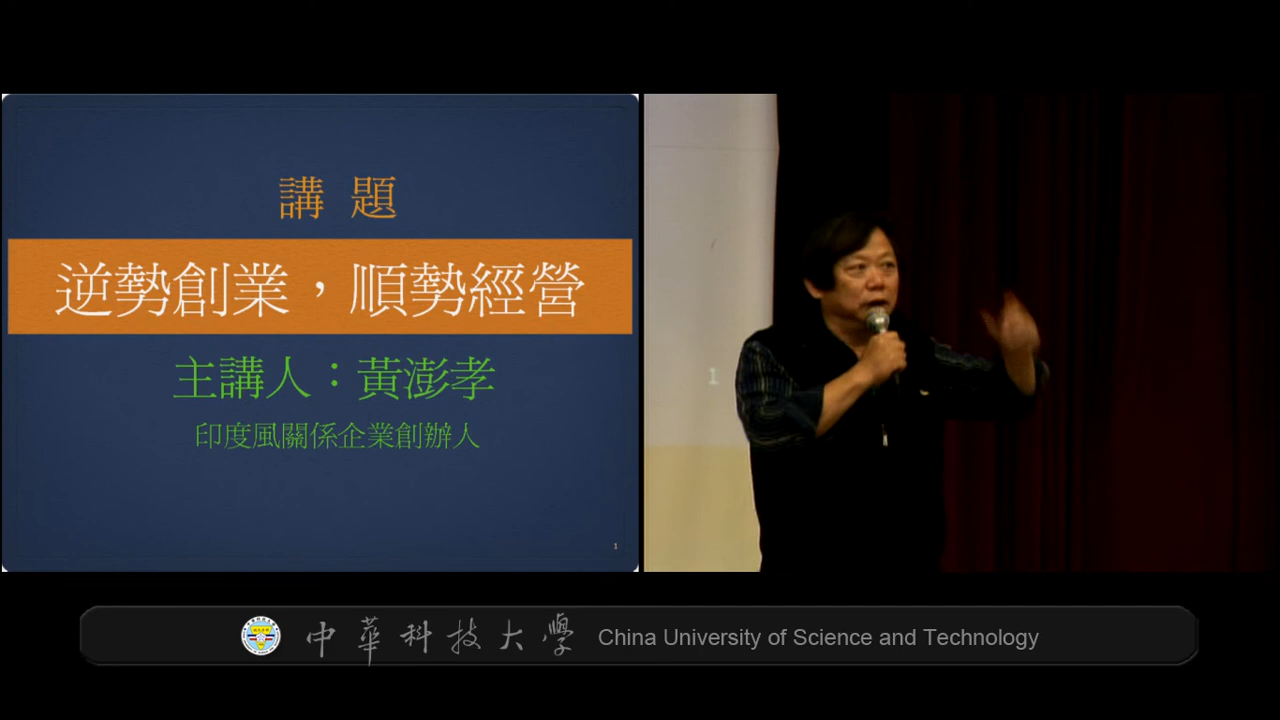 講 題
逆勢創業，順勢經營
主講人：黃澎孝
印度風關係企業創辦人
1
1
中華科技大學 China University of Science and Technology